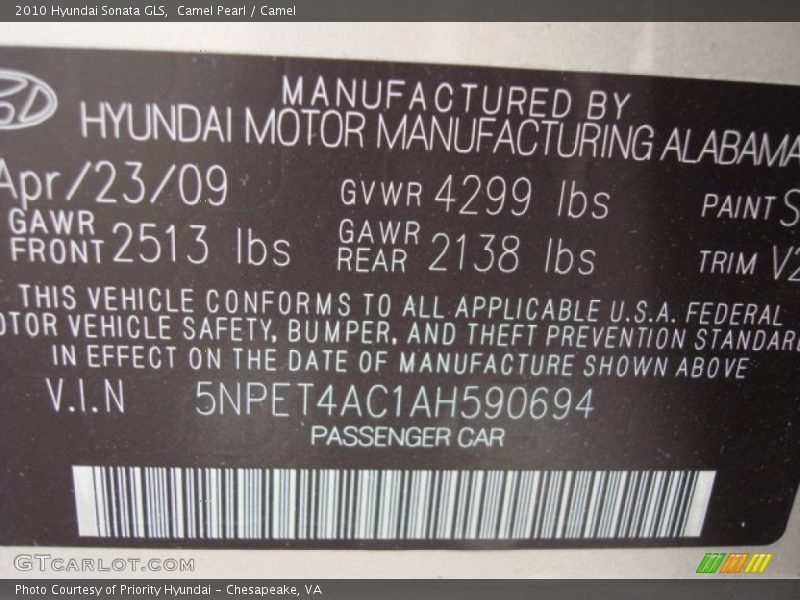 2010 Hyundai Sonata GLS, Camel Pearl / Camel
MANUFACTURED BY
HYUNDAI MOTOR MANUFACTURING ALABAMA
Apr/23/09 GVWR 4299 lbs PAINT S
GAWR FRONT 2513 lbs GAWR REAR 2138 lbs TRIM V2
THIS VEHICLE CONFORMS TO ALL APPLICABLE U.S.A. FEDERAL
OTOR VEHICLE SAFETY, BUMPER, AND THEFT PREVENTION STANDARD
IN EFFECT ON THE DATE OF MANUFACTURE SHOWN ABOVE
V.I.N 5NPET4AC1AH590694
PASSENGER CAR
GTCARLOT.COM
Photo Courtesy of Priority Hyundai - Chesapeake, VA